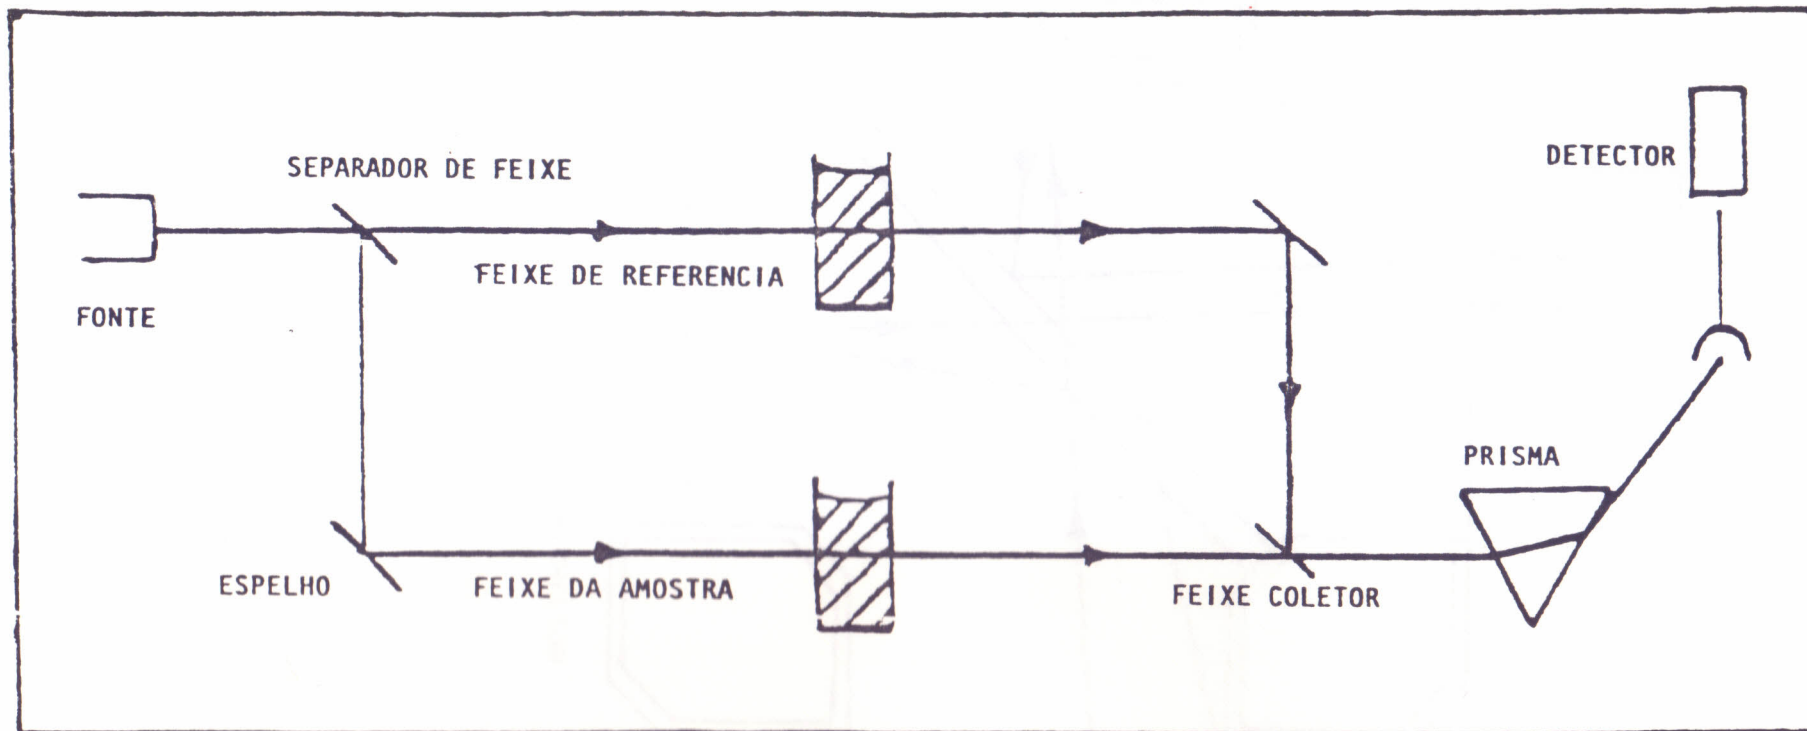 SEPARADOR DE FEIXE
DETECTOR
FEIXE DE REFERENCIA
FONTE
PRISMA
ESPELHO
FEIXE DA AMOSTRA
FEIXE COLETOR